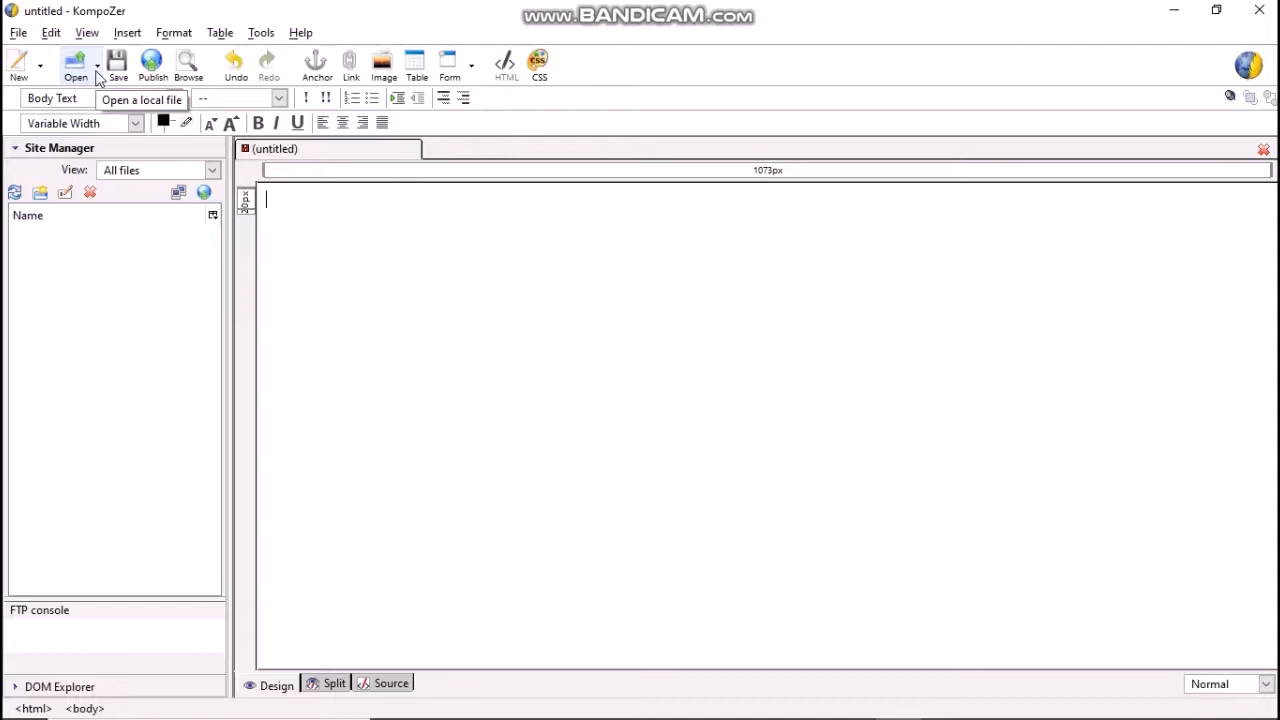 untitled - KompoZer
www.BANDICAM.com
File Edit View Insert Format Table Tools Help
New Open Save Publish Browse Undo Redo Anchor Link Image Table Form HTML CSS
Body Text Open a local file -- ! !!
Variable Width A A B I U
Site Manager
(untitled)
View: All files
1073px
20px
Name
FTP console
DOM Explorer
Design Split Source Normal
<html> <body>